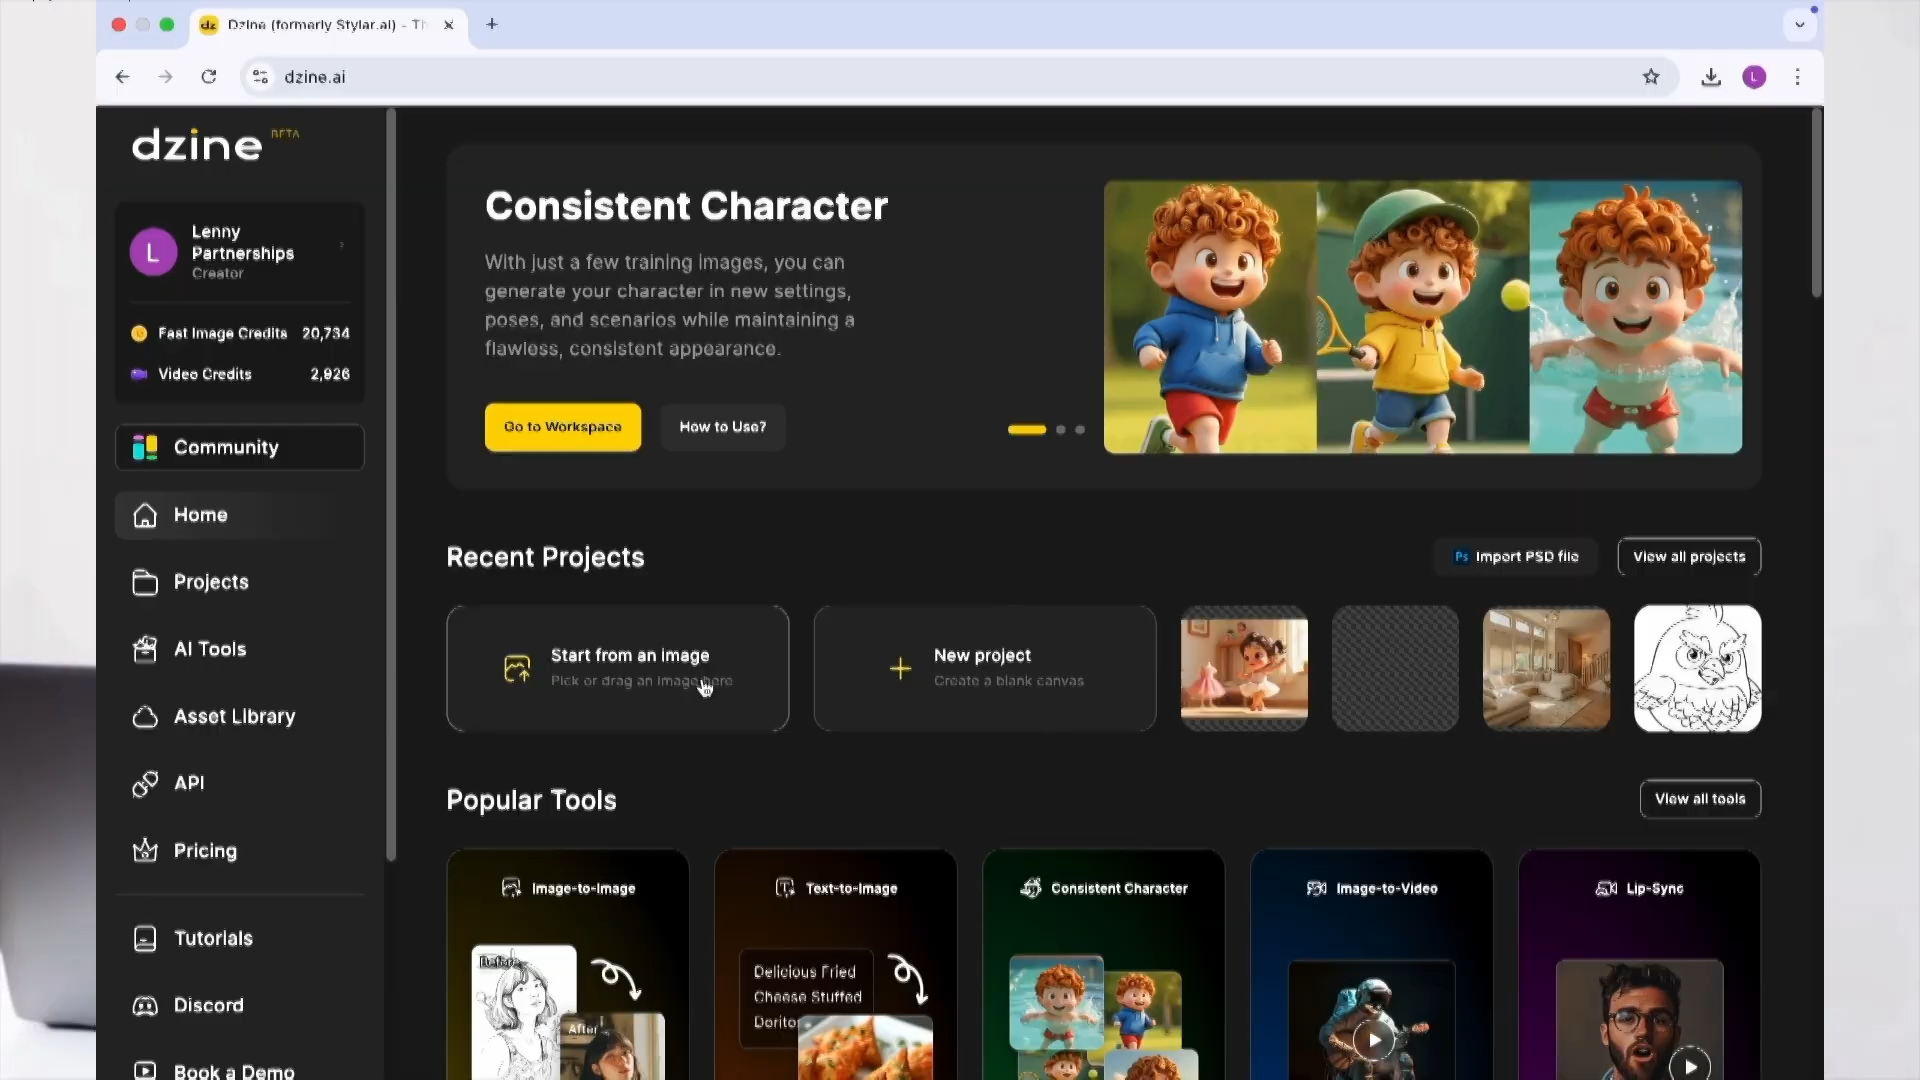 dz
Dzine (formerly Stylar.ai) - Th
dzine.ai
L
dzine BETA
L
Lenny
Partnerships
Creator
Fast Image Credits 20,734
Video Credits 2,926
Community
Home
Projects
AI Tools
Asset Library
API
Pricing
Tutorials
Discord
Book a Demo
Consistent Character
With just a few training images, you can
generate your character in new settings,
poses, and scenarios while maintaining a
flawless, consistent appearance.
Go to Workspace
How to Use?
Recent Projects
Ps Import PSD file
View all projects
Start from an image
Pick or drag an image here
New project
Create a blank canvas
Popular Tools
View all tools
Image-to-Image
Before
After
Text-to-Image
Delicious Fried
Cheese Stuffed
Dorito
Consistent Character
Image-to-Video
Lip-Sync